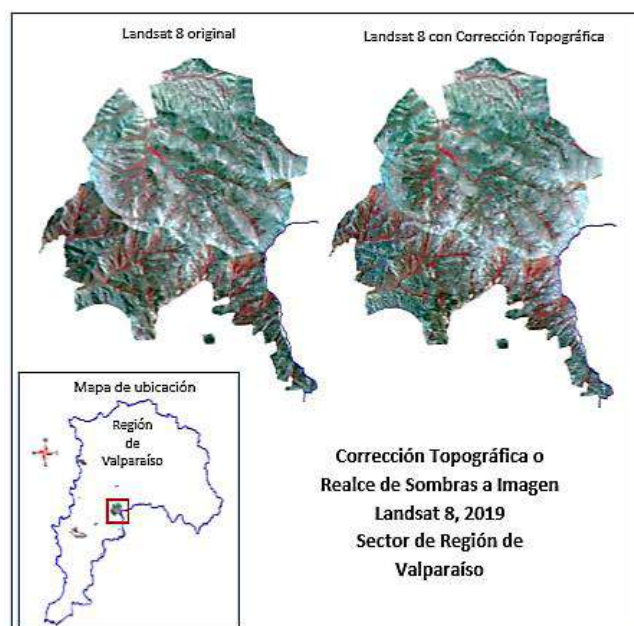 Landsat 8 original
Landsat 8 con Corrección Topográfica
Mapa de ubicación
Región
de
Valparaíso
Corrección Topográfica o
Realce de Sombras a Imagen
Landsat 8, 2019
Sector de Región de
Valparaíso